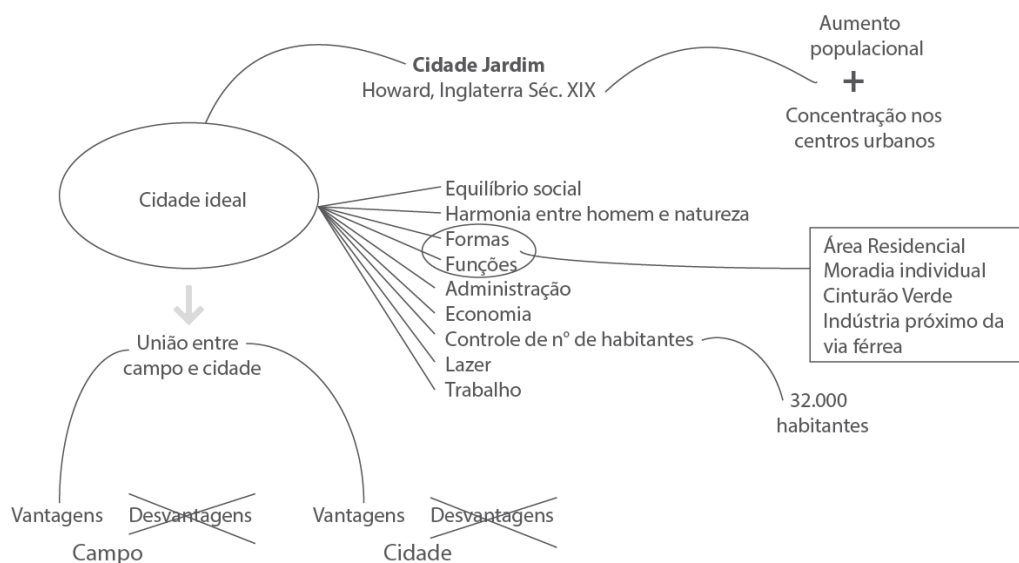 Cidade Jardim
Howard, Inglaterra Séc. XIX
Aumento
populacional
+
Concentração nos
centros urbanos
Cidade ideal
Equilíbrio social
Harmonia entre homem e natureza
Formas
Funções
Administração
Economia
Controle de n° de habitantes
Lazer
Trabalho
Área Residencial
Moradia individual
Cinturão Verde
Indústria próximo da
via férrea
32.000
habitantes
União entre
campo e cidade
Vantagens Desvantagens
Campo
Vantagens Desvantagens
Cidade